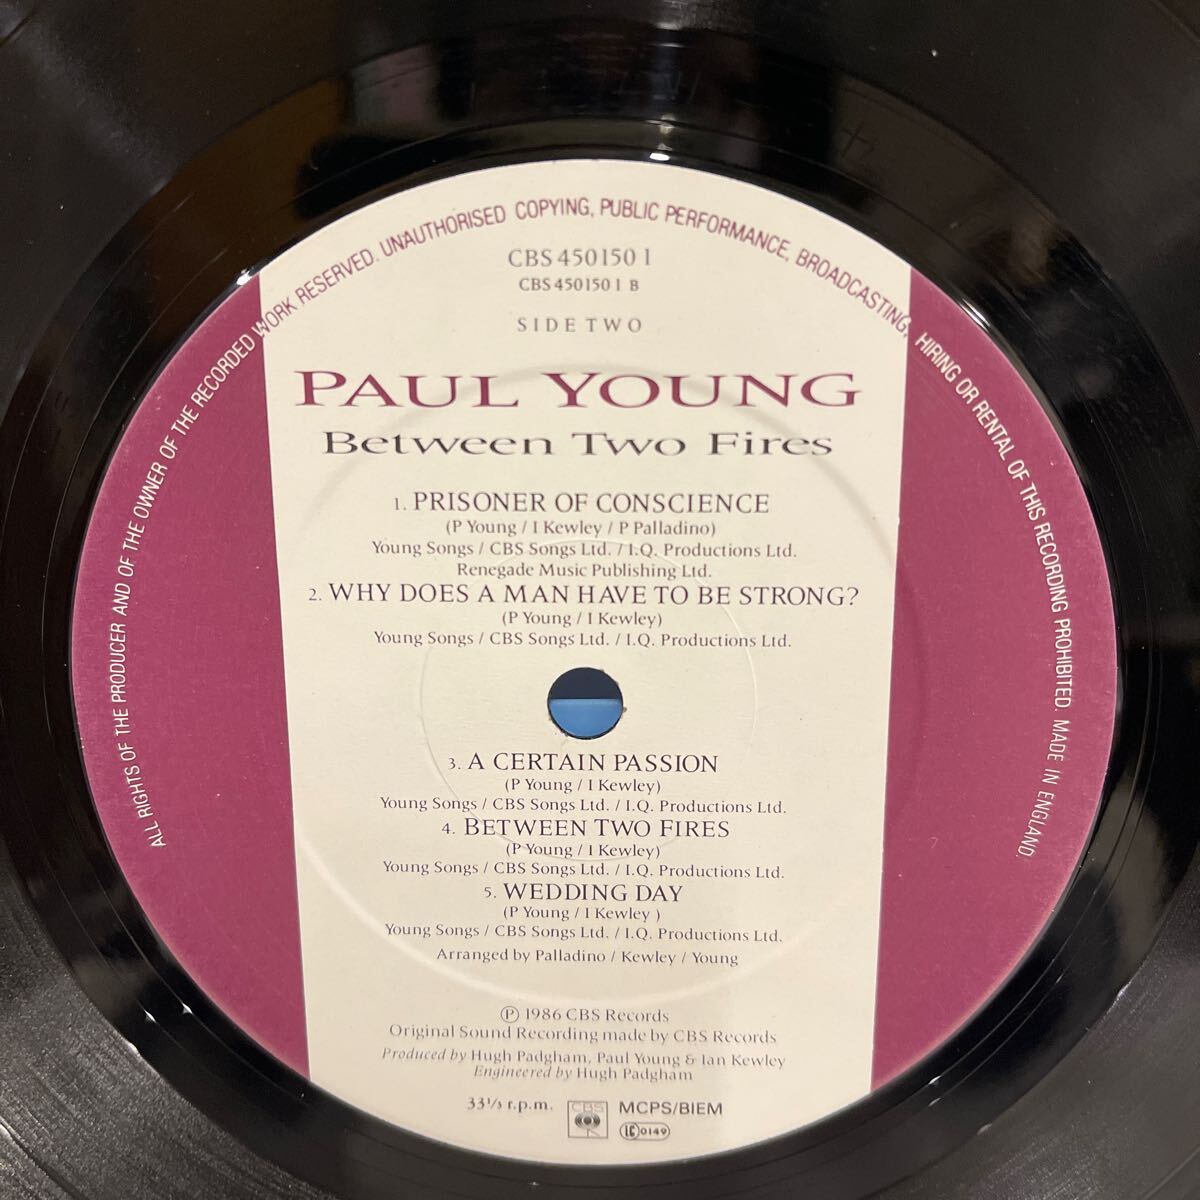 ALL RIGHTS OF THE PRODUCER AND OF THE OWNER OF THE RECORDED WORK RESERVED. UNAUTHORISED COPYING, PUBLIC PERFORMANCE, BROADCASTING, HIRING OR RENTAL OF THIS RECORDING PROHIBITED. MADE IN ENGLAND.
CBS 450150 1
CBS 450150 1 B
SIDE TWO
PAUL YOUNG
Between Two Fires
1. PRISONER OF CONSCIENCE
(P Young / I Kewley / P Palladino)
Young Songs / CBS Songs Ltd. / I.Q. Productions Ltd.
Renegade Music Publishing Ltd.
2. WHY DOES A MAN HAVE TO BE STRONG?
(P Young / I Kewley)
Young Songs / CBS Songs Ltd. / I.Q. Productions Ltd.
3. A CERTAIN PASSION
(P Young / I Kewley)
Young Songs / CBS Songs Ltd. / I.Q. Productions Ltd.
4. BETWEEN TWO FIRES
(P Young / I Kewley)
Young Songs / CBS Songs Ltd. / I.Q. Productions Ltd.
5. WEDDING DAY
(P Young / I Kewley )
Young Songs / CBS Songs Ltd. / I.Q. Productions Ltd.
Arranged by Palladino / Kewley / Young
℗ 1986 CBS Records
Original Sound Recording made by CBS Records
Produced by Hugh Padgham, Paul Young & Ian Kewley
Engineered by Hugh Padgham
33⅓ r.p.m. CBS MCPS/BIEM
LC 0149